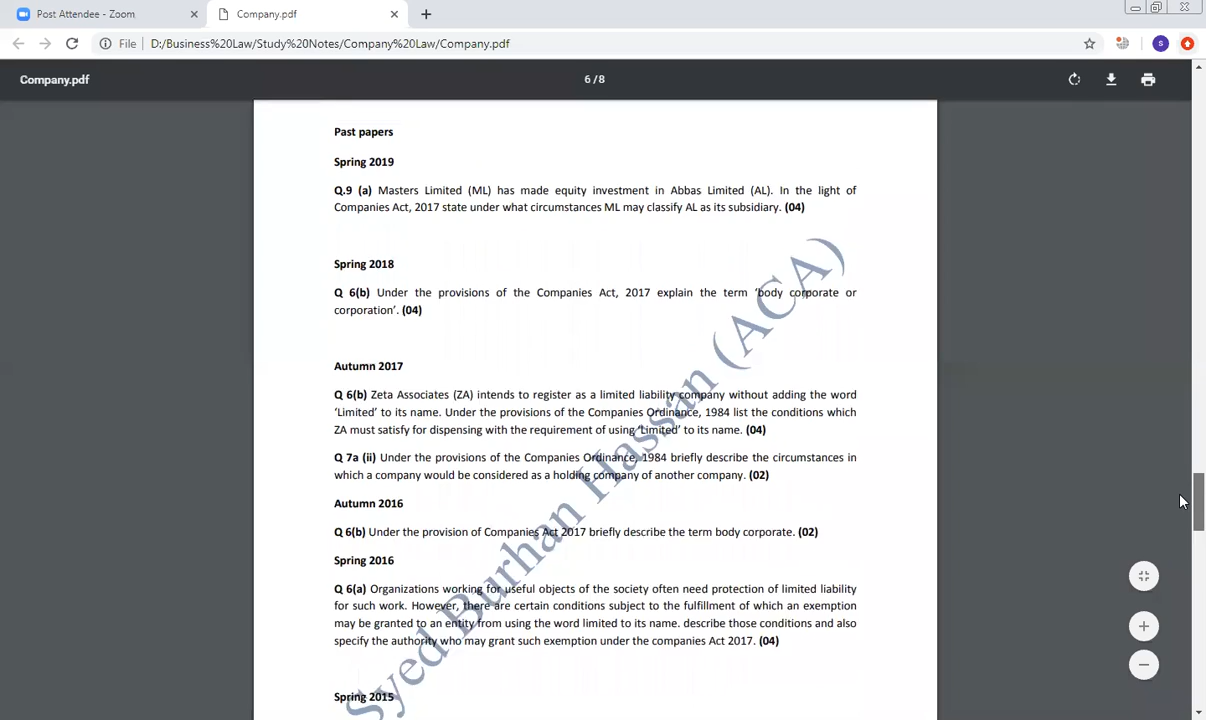 Post Attendee - Zoom
Company.pdf
File
D:/Business%20Law/Study%20Notes/Company%20Law/Company.pdf
S
Company.pdf
6 / 8
Past papers
Spring 2019
Q.9 (a) Masters Limited (ML) has made equity investment in Abbas Limited (AL). In the light of
Companies Act, 2017 state under what circumstances ML may classify AL as its subsidiary. (04)
Spring 2018
Q 6(b) Under the provisions of the Companies Act, 2017 explain the term ‘body corporate or
corporation’. (04)
Autumn 2017
Q 6(b) Zeta Associates (ZA) intends to register as a limited liability company without adding the word
‘Limited’ to its name. Under the provisions of the Companies Ordinance, 1984 list the conditions which
ZA must satisfy for dispensing with the requirement of using ‘Limited’ to its name. (04)
Q 7a (ii) Under the provisions of the Companies Ordinance, 1984 briefly describe the circumstances in
which a company would be considered as a holding company of another company. (02)
Autumn 2016
Q 6(b) Under the provision of Companies Act 2017 briefly describe the term body corporate. (02)
Spring 2016
Q 6(a) Organizations working for useful objects of the society often need protection of limited liability
for such work. However, there are certain conditions subject to the fulfillment of which an exemption
may be granted to an entity from using the word limited to its name. describe those conditions and also
specify the authority who may grant such exemption under the companies Act 2017. (04)
Spring 2015
Syed Burhan Hassan (ACA)